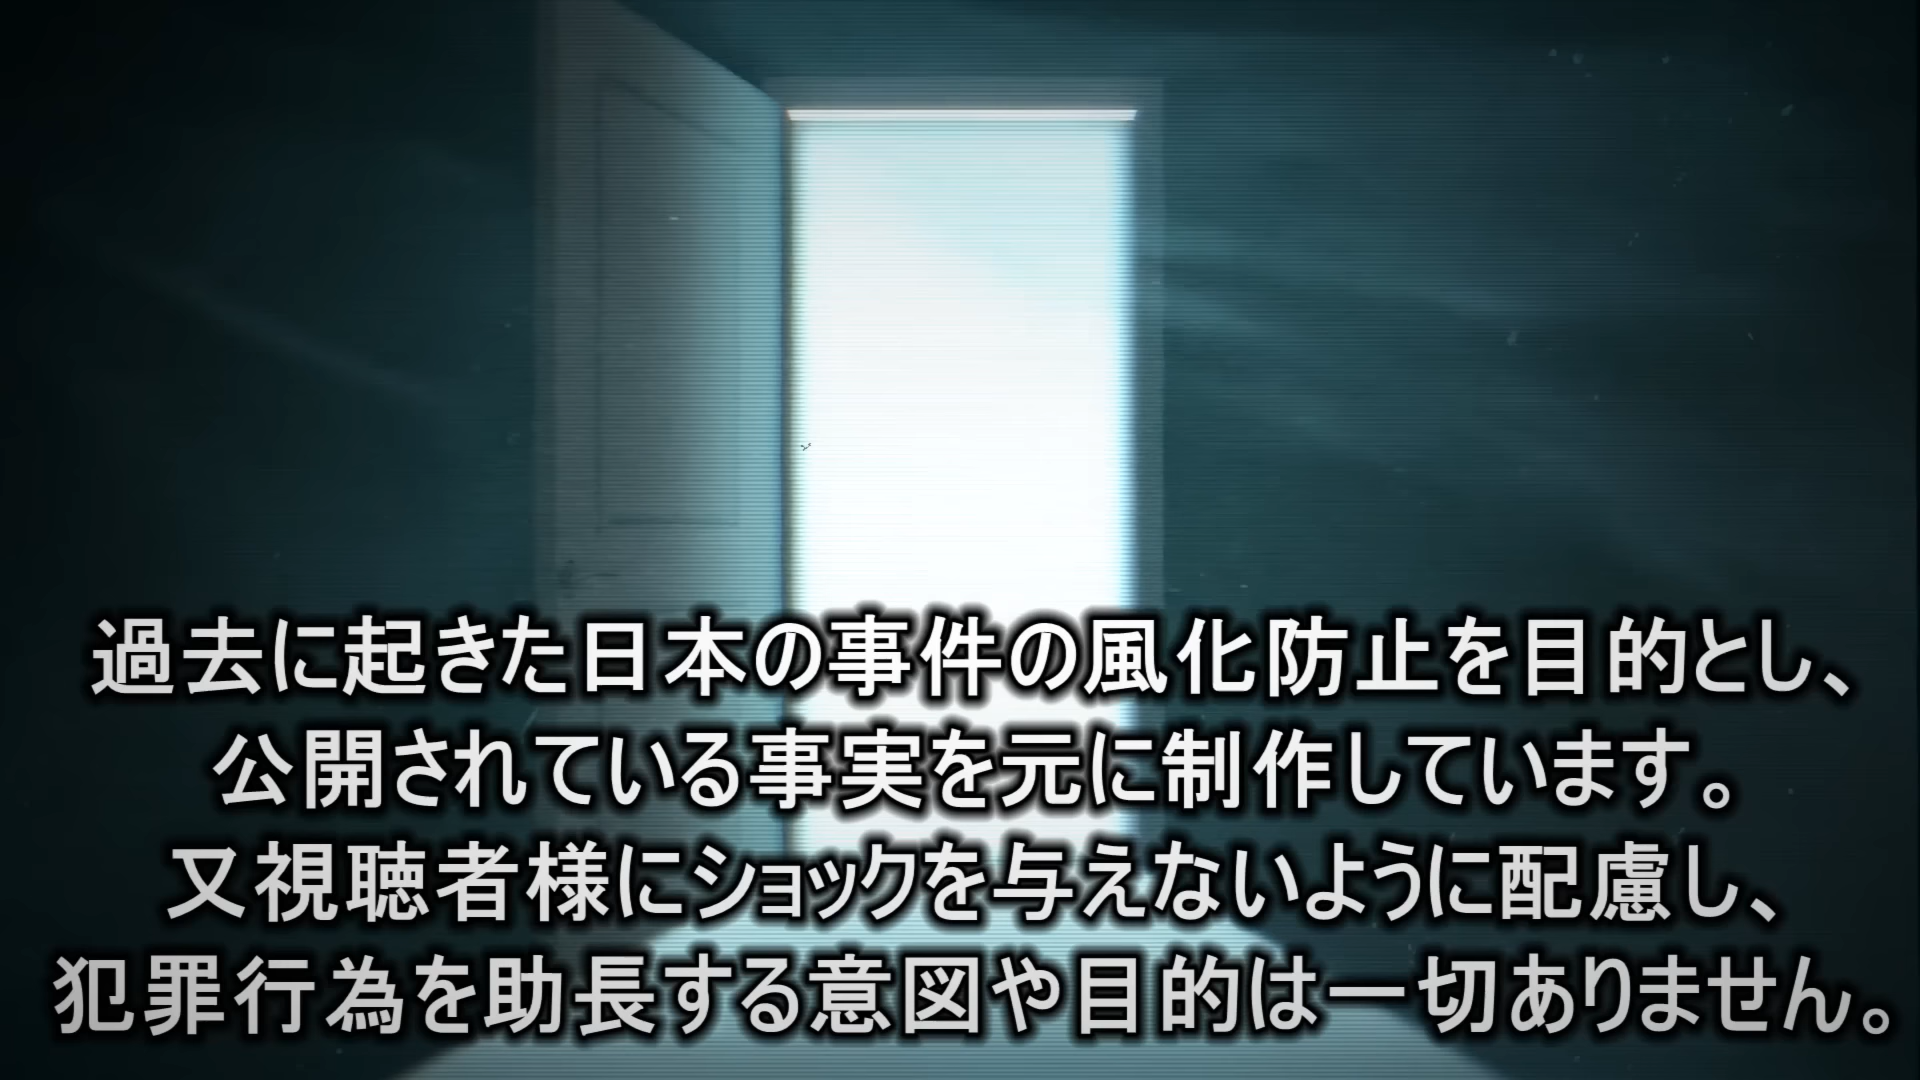 過去に起きた日本の事件の風化防止を目的とし、
公開されている事実を元に制作しています。
又視聴者様にショックを与えないように配慮し、
犯罪行為を助長する意図や目的は一切ありません。